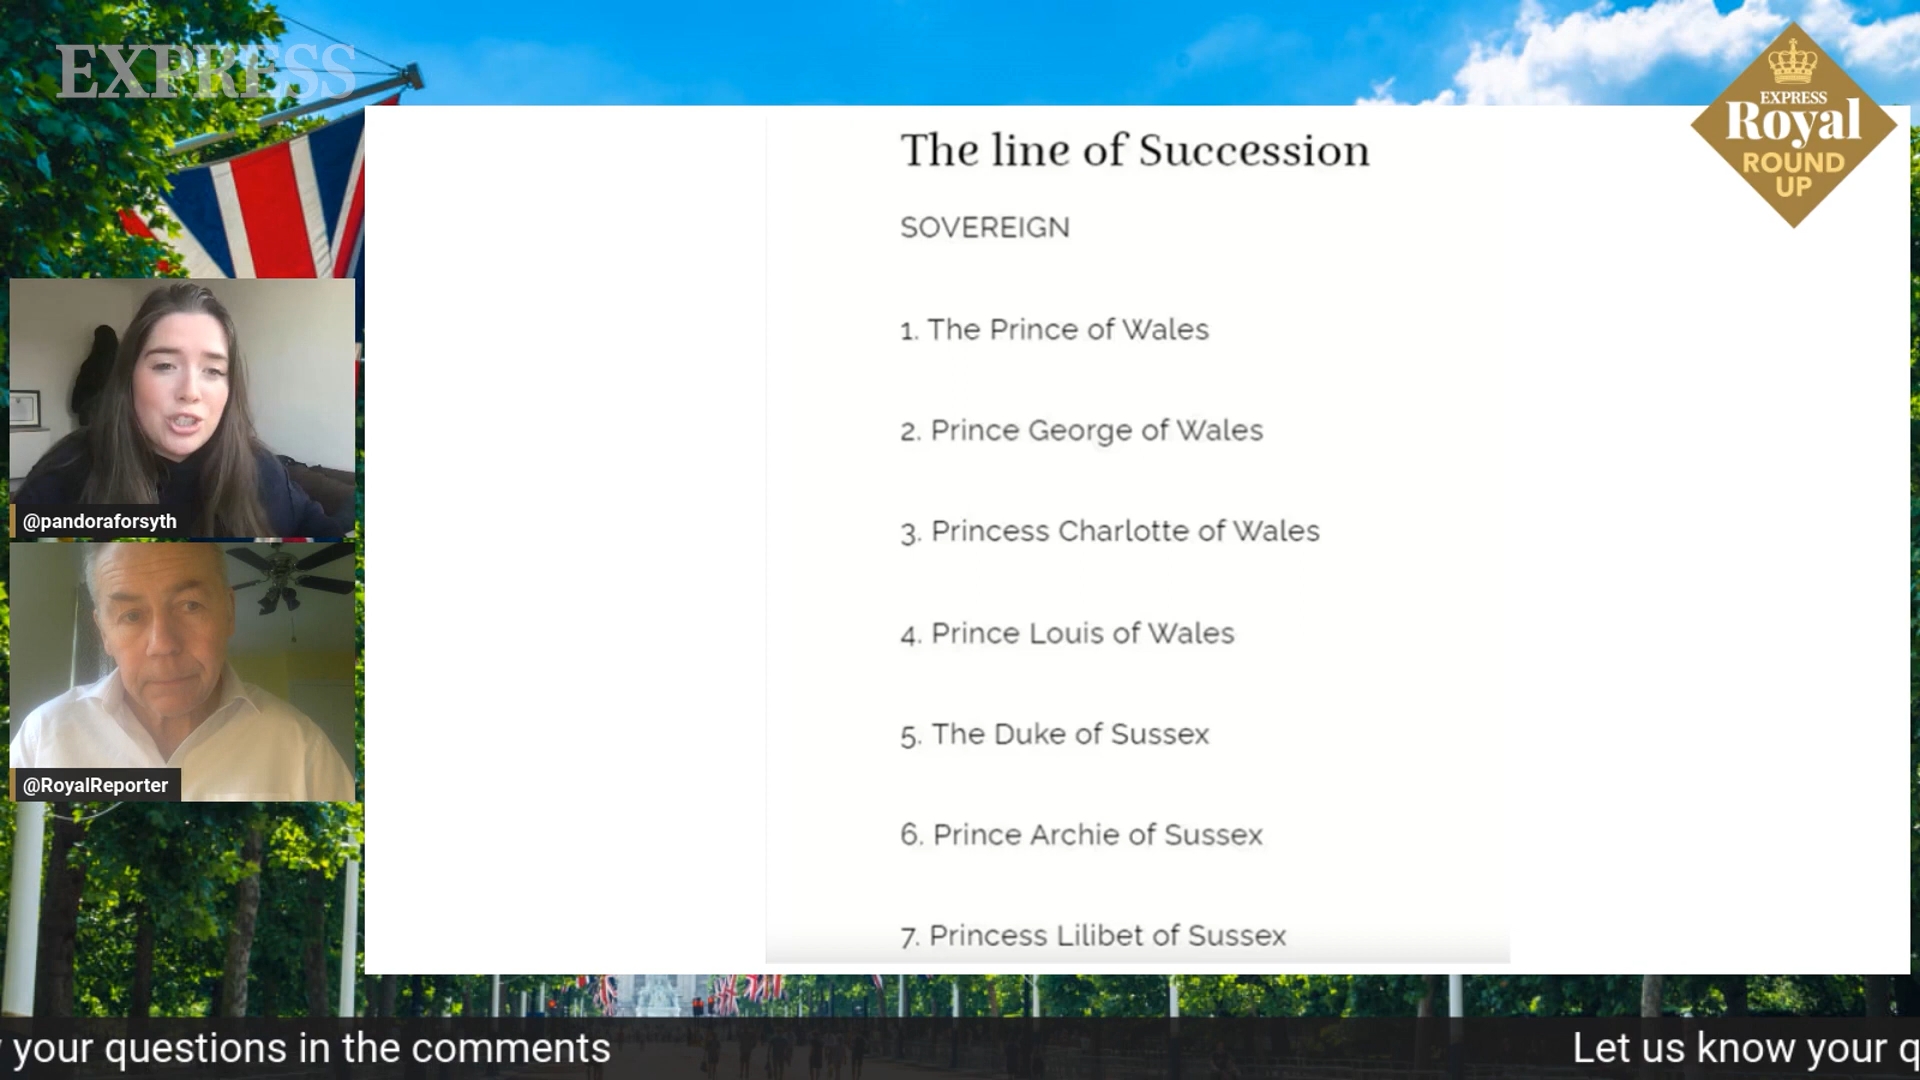 EXPRESS
EXPRESS
Royal
ROUND
UP
The line of Succession
SOVEREIGN
1. The Prince of Wales
2. Prince George of Wales
3. Princess Charlotte of Wales
4. Prince Louis of Wales
5. The Duke of Sussex
6. Prince Archie of Sussex
7. Princess Lilibet of Sussex
@pandoraforsyth
@RoyalReporter
your questions in the comments
Let us know your q